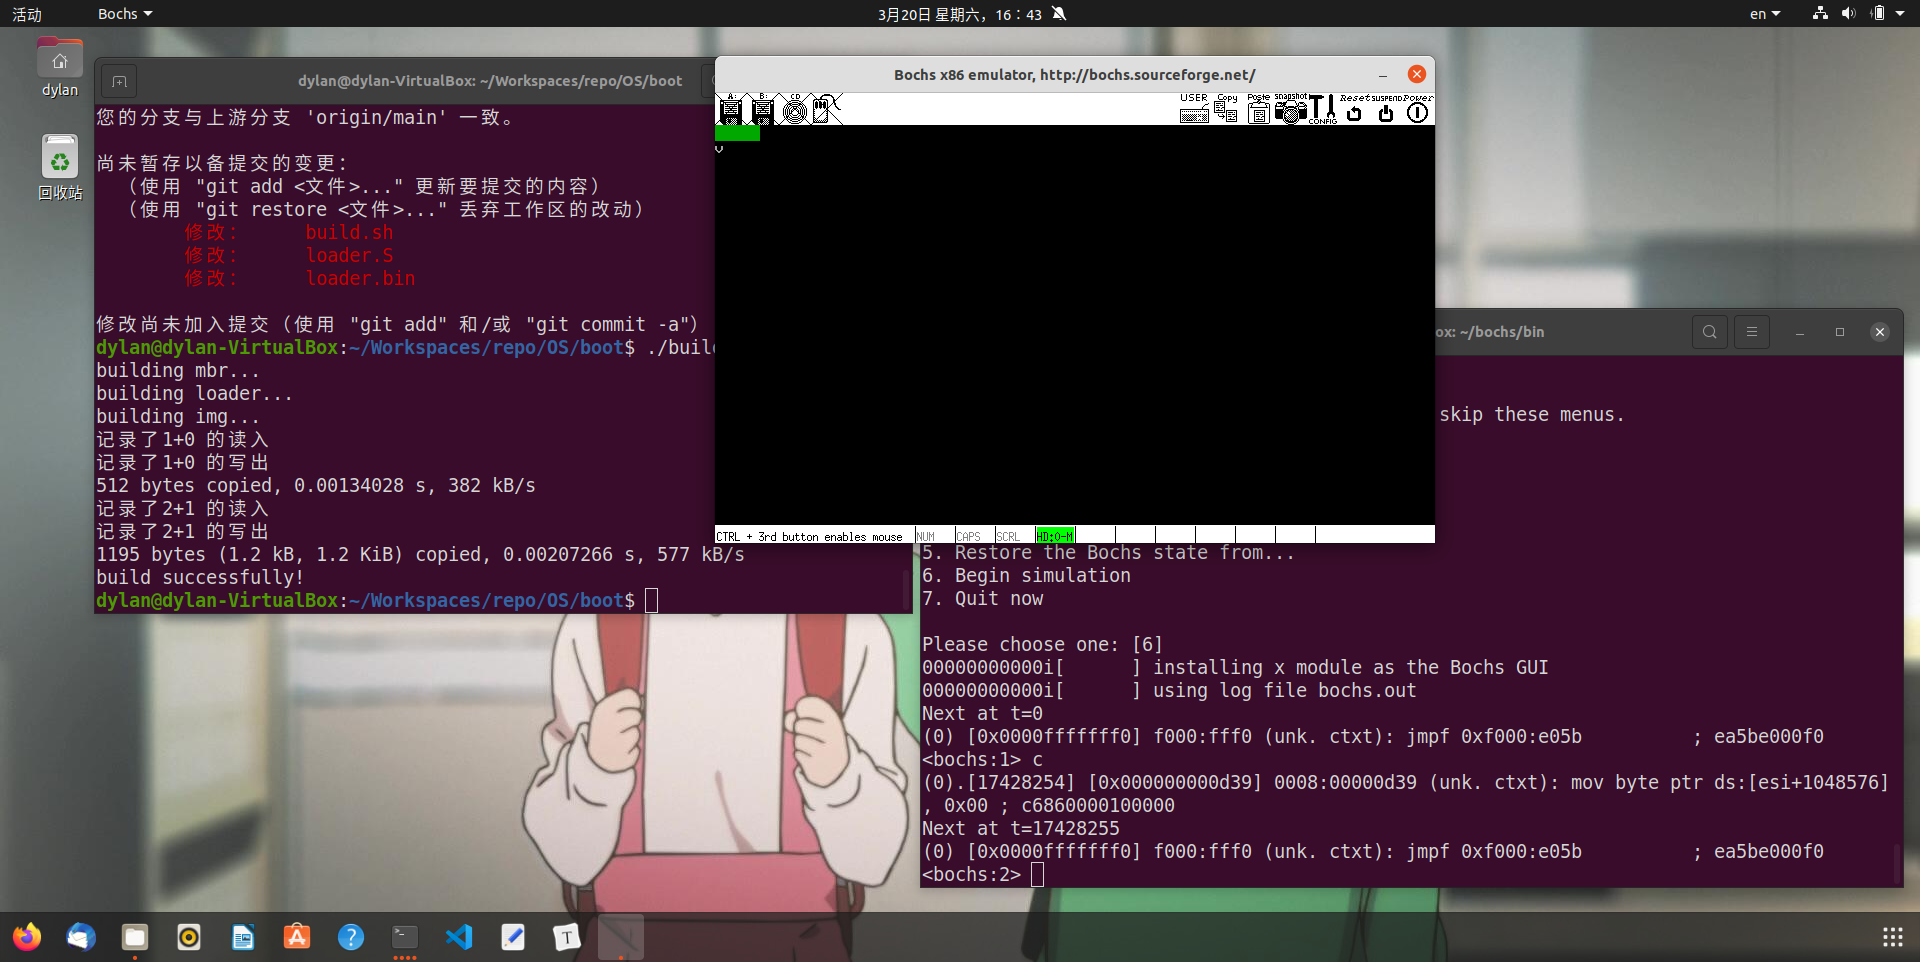 活动
Bochs
3月20日 星期六，16：43
en
dylan
回收站
dylan@dylan-VirtualBox: ~/Workspaces/repo/OS/boot
您的分支与上游分支 'origin/main' 一致。
尚未暂存以备提交的变更：
（使用 "git add <文件>..." 更新要提交的内容）
（使用 "git restore <文件>..." 丢弃工作区的改动）
修改： build.sh
修改： loader.S
修改： loader.bin
修改尚未加入提交（使用 "git add" 和/或 "git commit -a"）
dylan@dylan-VirtualBox:~/Workspaces/repo/OS/boot$ ./buil
building mbr...
building loader...
building img...
记录了1+0 的读入
记录了1+0 的写出
512 bytes copied, 0.00134028 s, 382 kB/s
记录了2+1 的读入
记录了2+1 的写出
1195 bytes (1.2 kB, 1.2 KiB) copied, 0.00207266 s, 577 kB/s
build successfully!
dylan@dylan-VirtualBox:~/Workspaces/repo/OS/boot$
Bochs x86 emulator, http://bochs.sourceforge.net/
A: B: CD USER Copy Paste snapshot CONFIG Reset SUSPEND Power
CTRL + 3rd button enables mouse NUM CAPS SCRL HD:0-M
ox: ~/bochs/bin
skip these menus.
5. Restore the Bochs state from...
6. Begin simulation
7. Quit now
Please choose one: [6]
00000000000i[      ] installing x module as the Bochs GUI
00000000000i[      ] using log file bochs.out
Next at t=0
(0) [0x0000fffffff0] f000:fff0 (unk. ctxt): jmpf 0xf000:e05b          ; ea5be000f0
<bochs:1> c
(0).[17428254] [0x000000000d39] 0008:00000d39 (unk. ctxt): mov byte ptr ds:[esi+1048576]
, 0x00 ; c6860000100000
Next at t=17428255
(0) [0x0000fffffff0] f000:fff0 (unk. ctxt): jmpf 0xf000:e05b          ; ea5be000f0
<bochs:2>